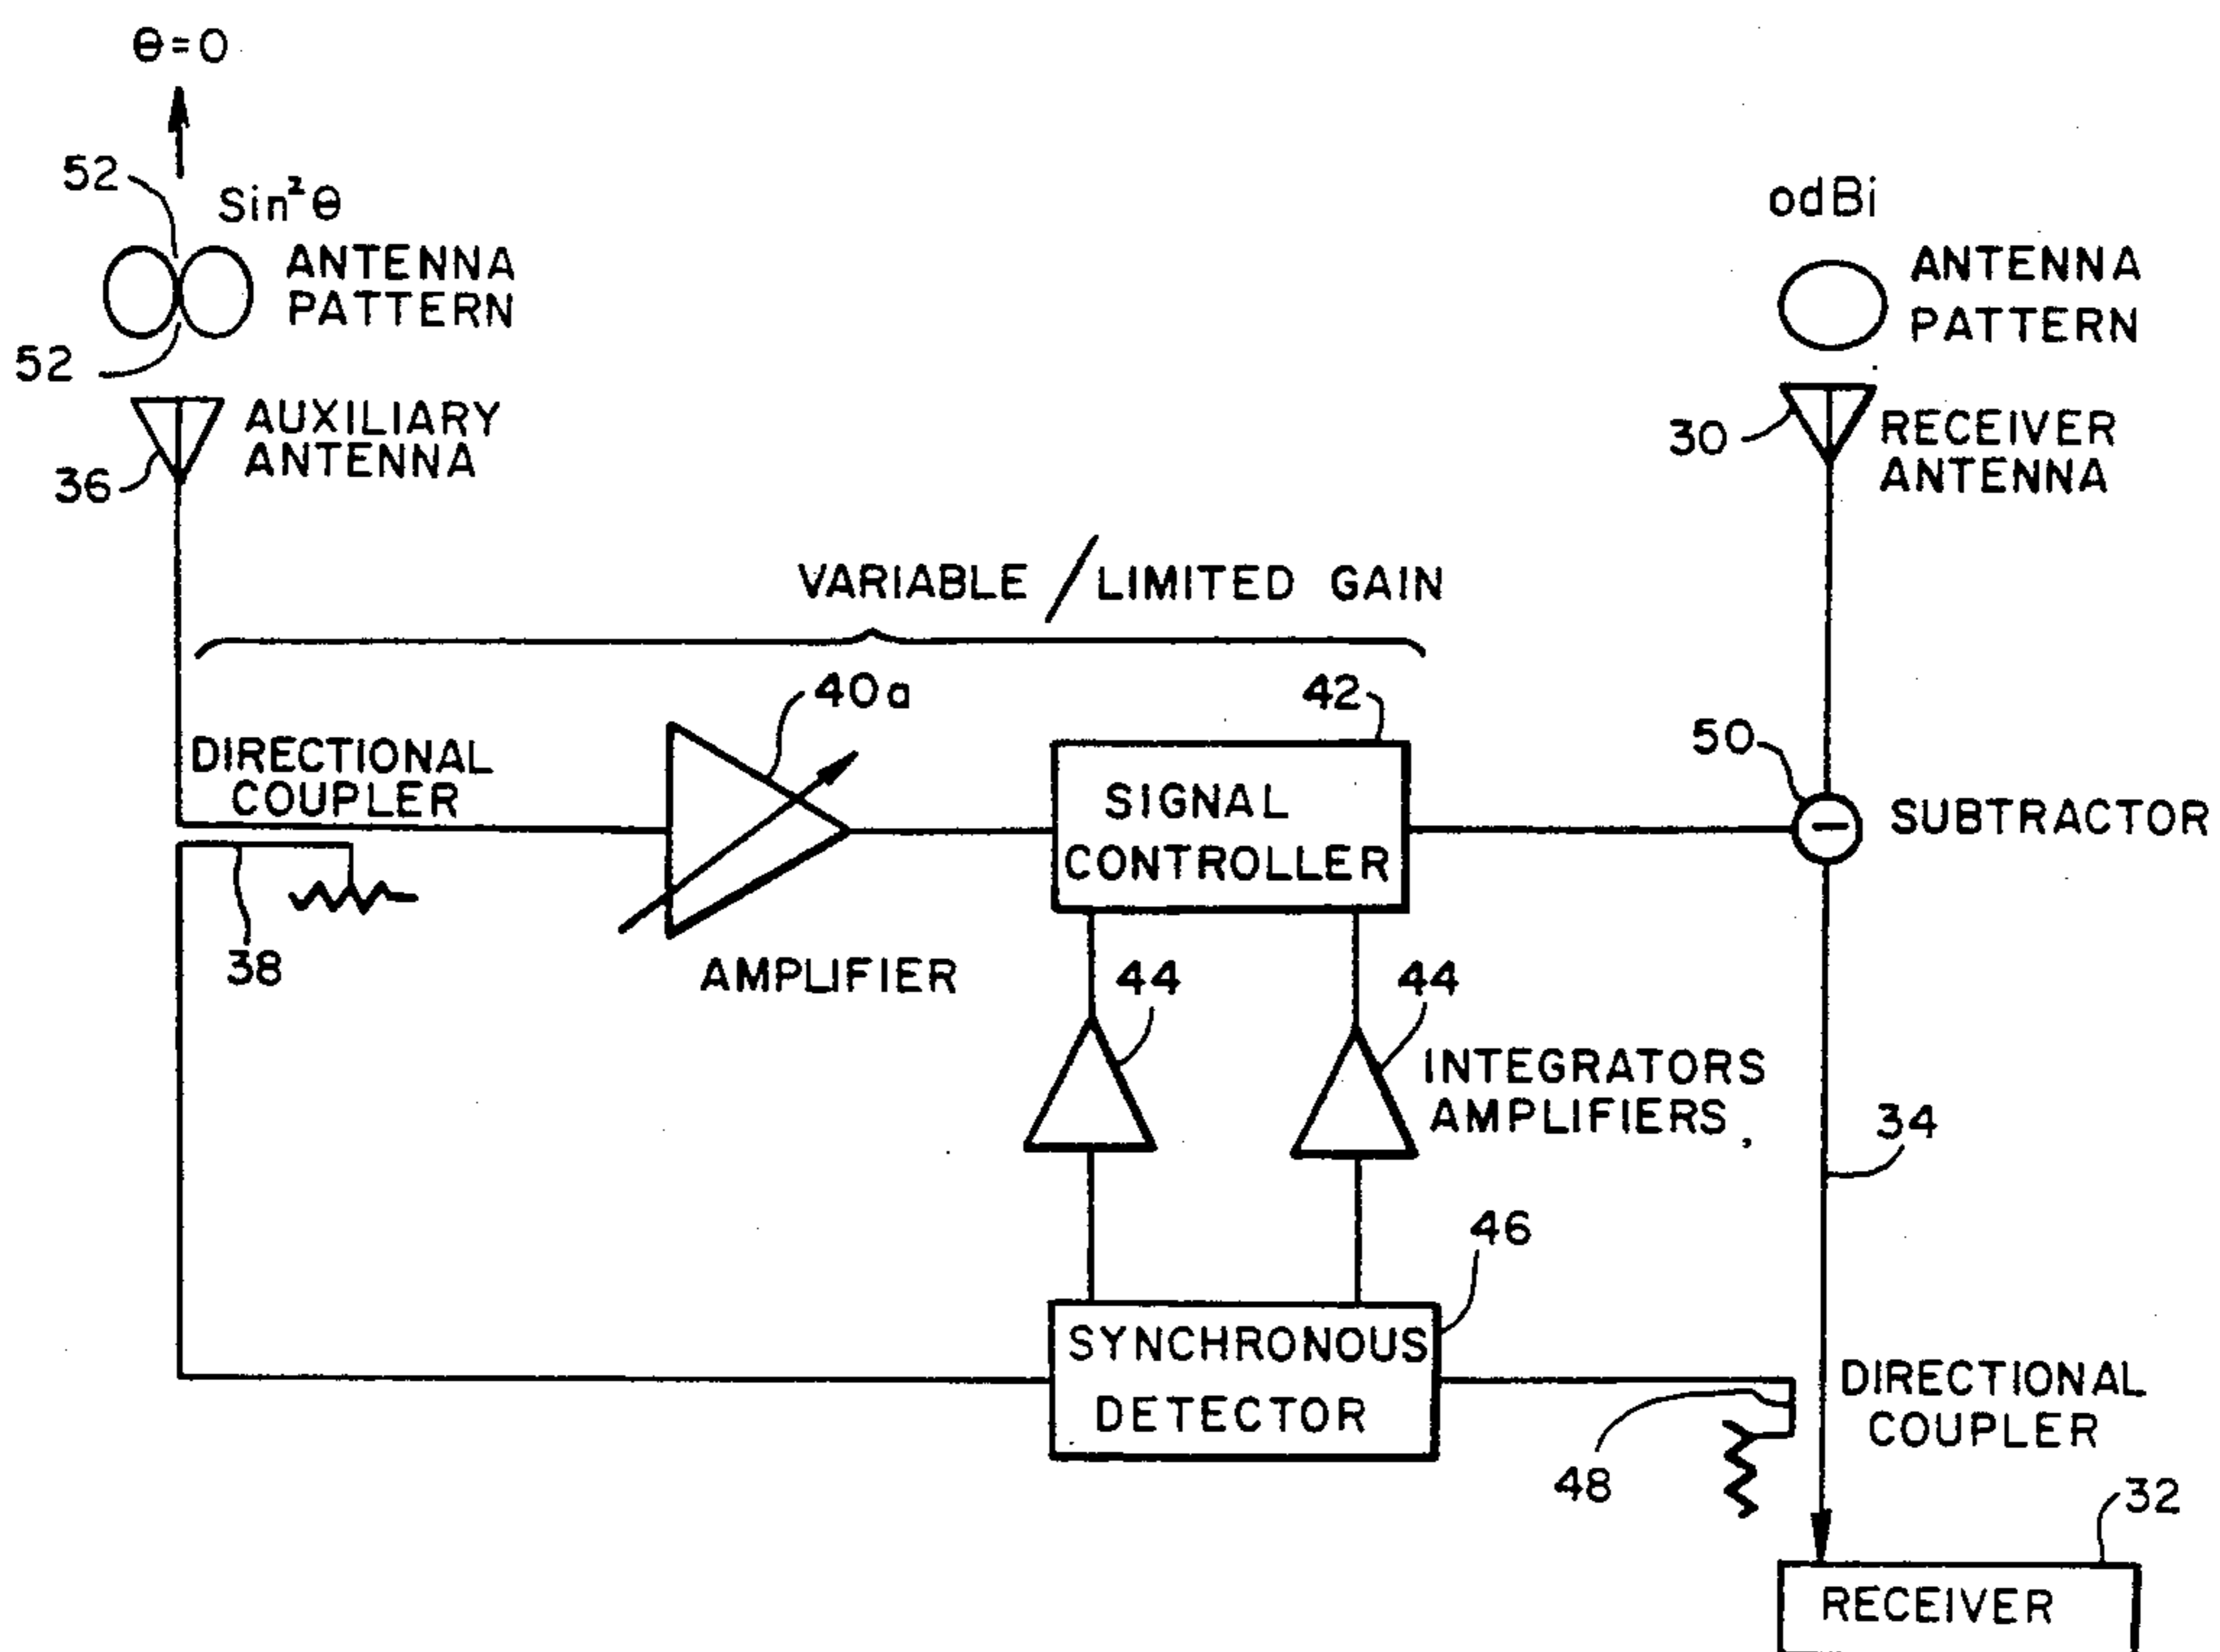 Θ=0
52
Sin²Θ
ANTENNA
PATTERN
52
36
AUXILIARY
ANTENNA
odBi
ANTENNA
PATTERN
30
RECEIVER
ANTENNA
VARIABLE / LIMITED GAIN
40a
42
50
DIRECTIONAL
COUPLER
SIGNAL
CONTROLLER
SUBTRACTOR
38
AMPLIFIER
44
44
INTEGRATORS
AMPLIFIERS
34
46
SYNCHRONOUS
DETECTOR
DIRECTIONAL
COUPLER
48
32
RECEIVER